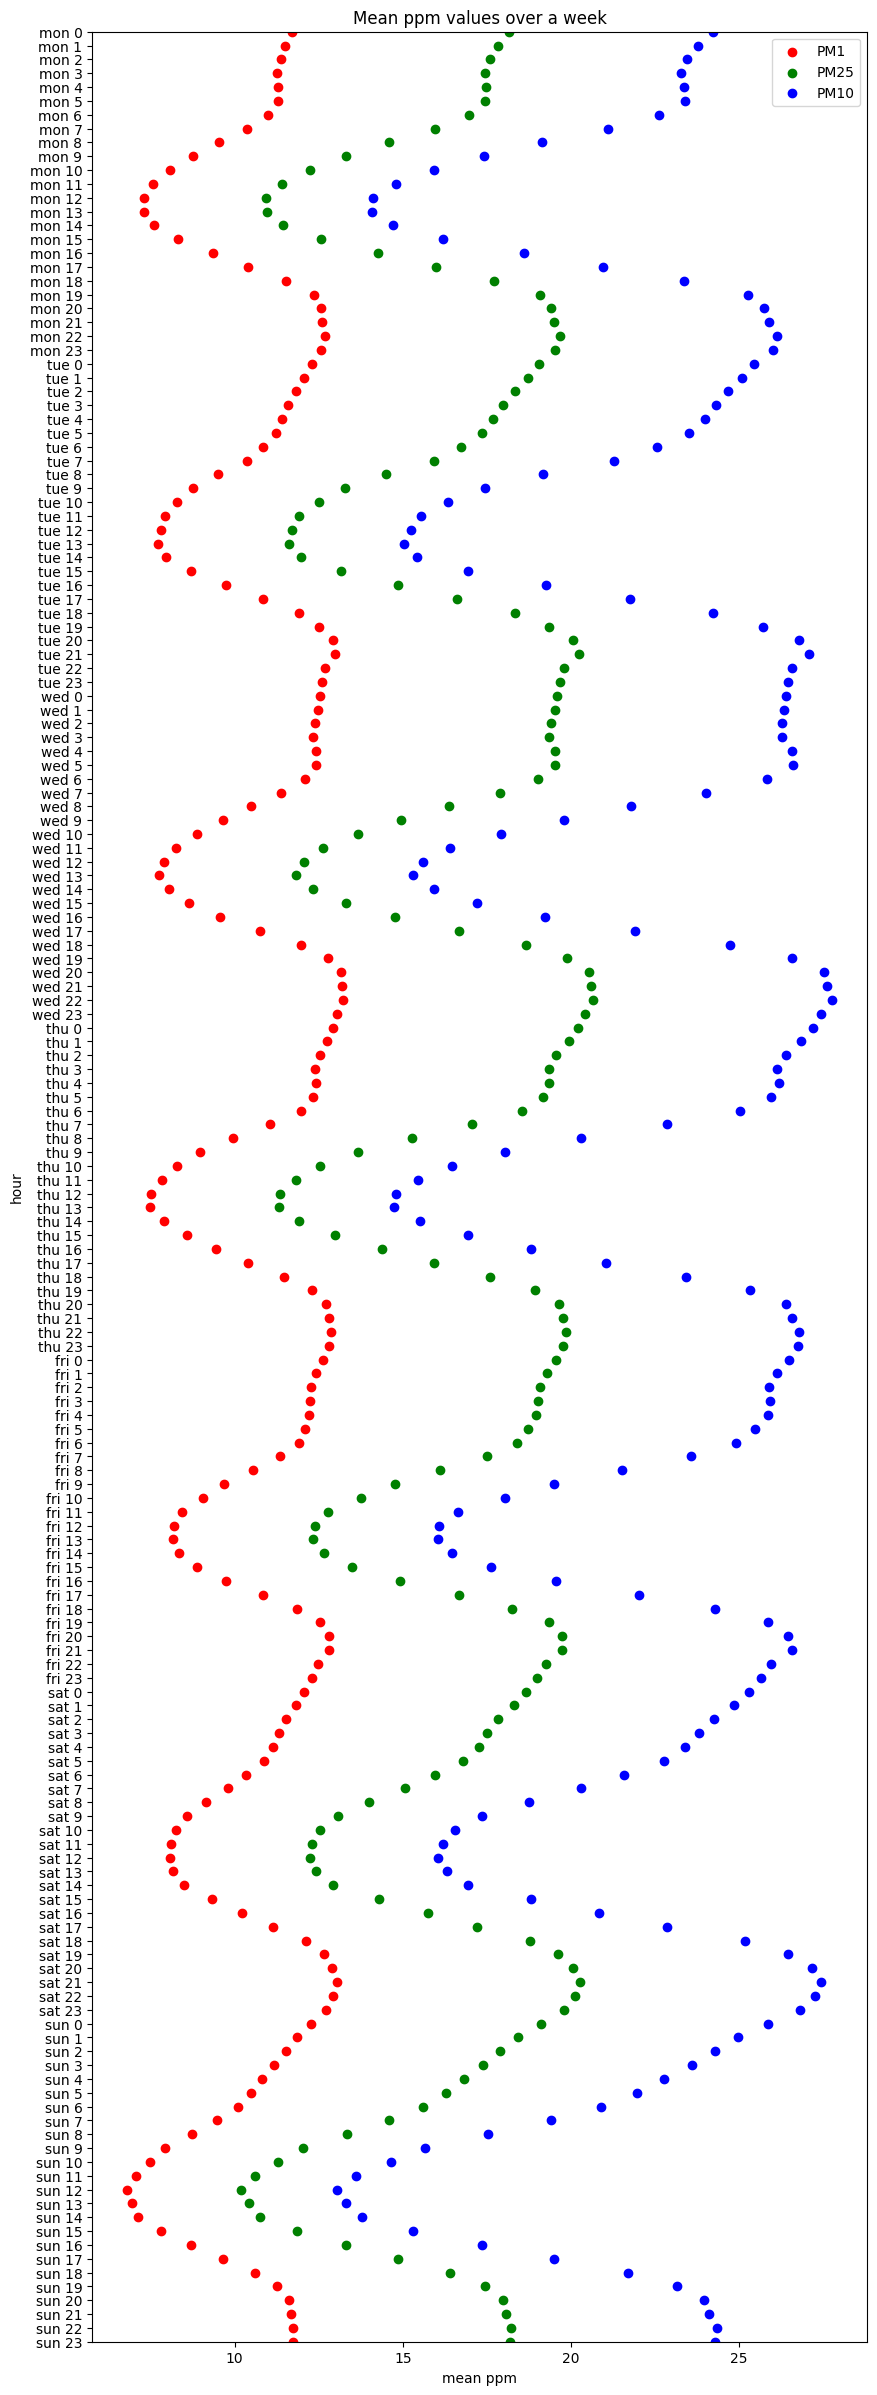 Mean ppm values over a week
PM1
PM25
PM10
mon 0
mon 1
mon 2
mon 3
mon 4
mon 5
mon 6
mon 7
mon 8
mon 9
mon 10
mon 11
mon 12
mon 13
mon 14
mon 15
mon 16
mon 17
mon 18
mon 19
mon 20
mon 21
mon 22
mon 23
tue 0
tue 1
tue 2
tue 3
tue 4
tue 5
tue 6
tue 7
tue 8
tue 9
tue 10
tue 11
tue 12
tue 13
tue 14
tue 15
tue 16
tue 17
tue 18
tue 19
tue 20
tue 21
tue 22
tue 23
wed 0
wed 1
wed 2
wed 3
wed 4
wed 5
wed 6
wed 7
wed 8
wed 9
wed 10
wed 11
wed 12
wed 13
wed 14
wed 15
wed 16
wed 17
wed 18
wed 19
wed 20
wed 21
wed 22
wed 23
thu 0
thu 1
thu 2
thu 3
thu 4
thu 5
thu 6
thu 7
thu 8
thu 9
thu 10
thu 11
thu 12
thu 13
thu 14
thu 15
thu 16
thu 17
thu 18
thu 19
thu 20
thu 21
thu 22
thu 23
fri 0
fri 1
fri 2
fri 3
fri 4
fri 5
fri 6
fri 7
fri 8
fri 9
fri 10
fri 11
fri 12
fri 13
fri 14
fri 15
fri 16
fri 17
fri 18
fri 19
fri 20
fri 21
fri 22
fri 23
sat 0
sat 1
sat 2
sat 3
sat 4
sat 5
sat 6
sat 7
sat 8
sat 9
sat 10
sat 11
sat 12
sat 13
sat 14
sat 15
sat 16
sat 17
sat 18
sat 19
sat 20
sat 21
sat 22
sat 23
sun 0
sun 1
sun 2
sun 3
sun 4
sun 5
sun 6
sun 7
sun 8
sun 9
sun 10
sun 11
sun 12
sun 13
sun 14
sun 15
sun 16
sun 17
sun 18
sun 19
sun 20
sun 21
sun 22
sun 23
hour
10 15 20 25
mean ppm